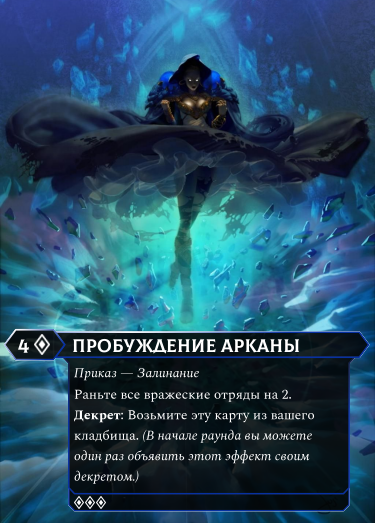 4 ПРОБУЖДЕНИЕ АРКАНЫ
Приказ — Залинание
Раньте все вражеские отряды на 2.
Декрет: Возьмите эту карту из вашего
кладбища. (В начале раунда вы можете
один раз объявить этот эффект своим
декретом.)